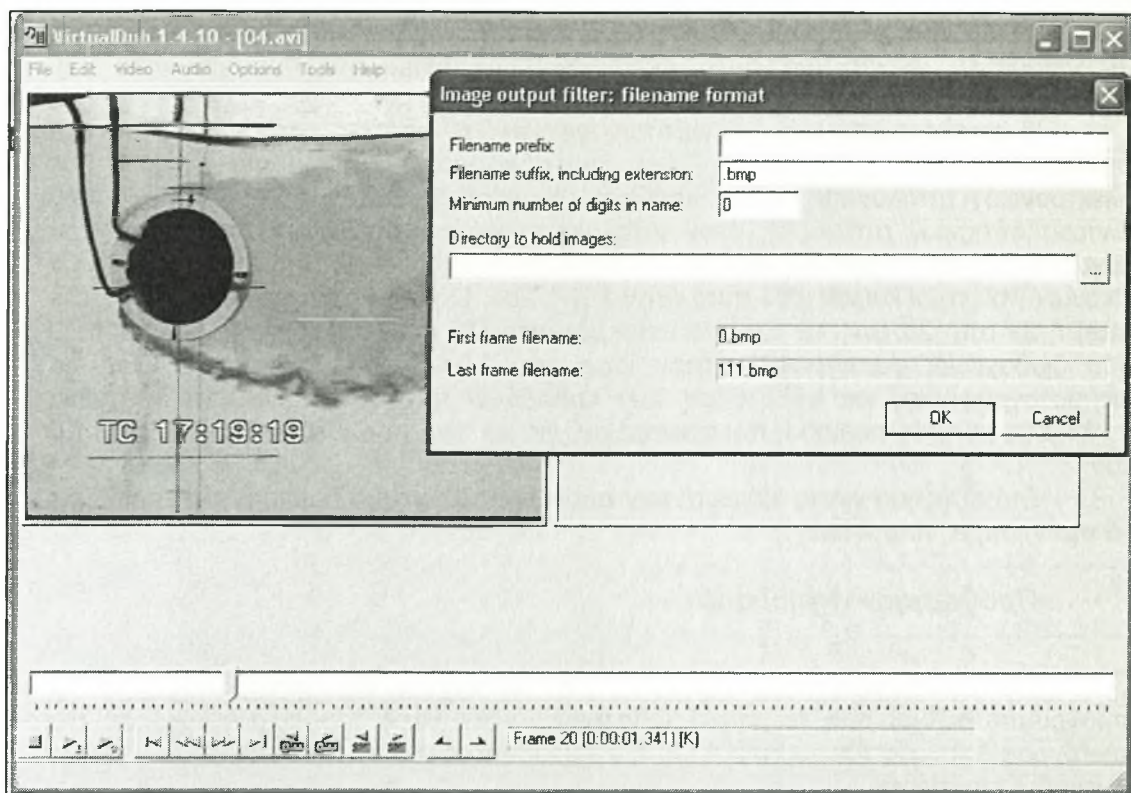 VirtualDub 1.4.10 - [04.avi]
File Edit Video Audio Options Tools Help
Image output filter: filename format
Filename prefix:
Filename suffix, including extension: .bmp
Minimum number of digits in name: 0
Directory to hold images:
...
First frame filename: 0.bmp
Last frame filename: 111.bmp
OK Cancel
TC 17:19:19
Frame 20 [0:00:01.341] [K]